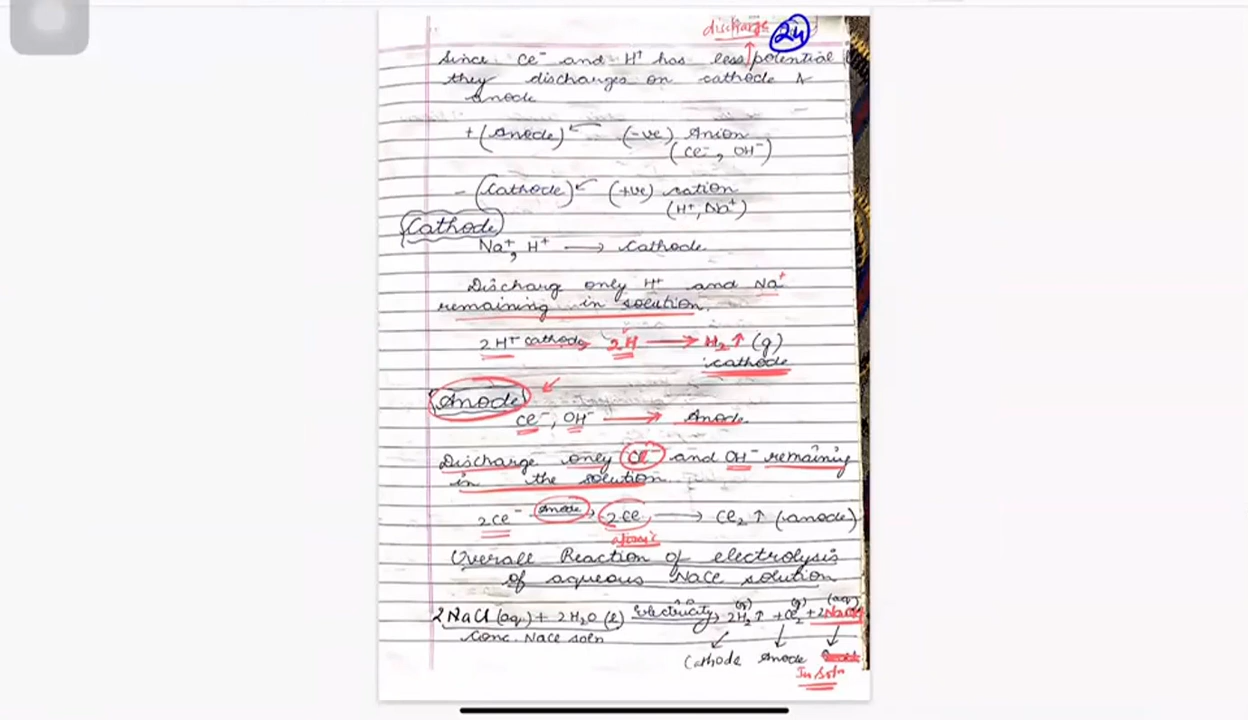 discharge 24
Since Cl⁻ and H⁺ has less potential
they discharges on cathode &
anode
+ (Anode) ← (-ve) Anion
(Cl⁻, OH⁻)
- (Cathode) ← (+ve) cation
(H⁺, Na⁺)
Cathode
Na⁺, H⁺ → Cathode
Discharge only H⁺ and Na⁺
remaining in solution.
2H⁺ cathode → 2H → H₂ ↑ (g)
cathode
Anode
Cl⁻, OH⁻ → Anode
Discharge only Cl⁻ and OH⁻ remaining
in the solution
2Cl⁻ Anode → 2Cl → Cl₂ ↑ (anode)
atomic
Overall Reaction of electrolysis
of aqueous NaCl solution
2NaCl (aq) + 2H₂O (l) Electricity → 2H₂ (g) ↑ + Cl₂ (g) + 2NaOH (aq)
Conc. NaCl soln
Cathode Anode
In soln